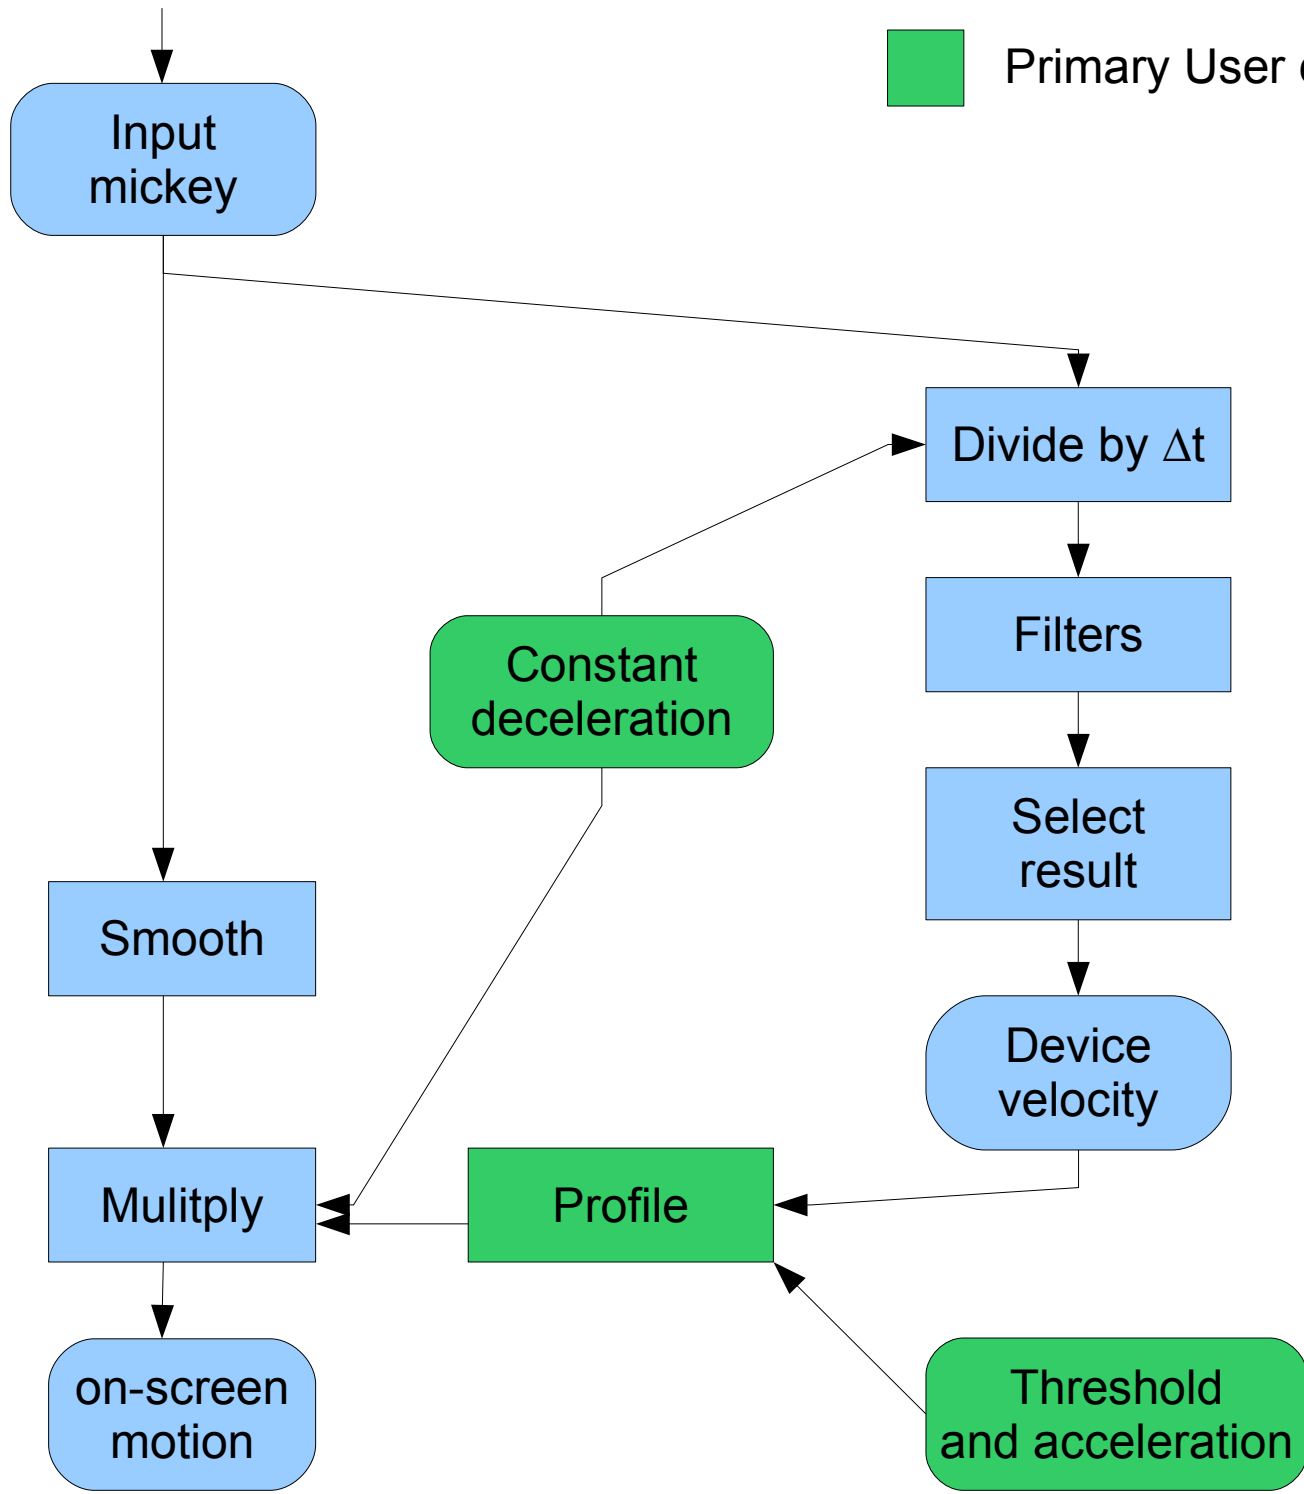 Primary User
Input
mickey
Divide by Δt
Filters
Constant
deceleration
Select
result
Smooth
Device
velocity
Mulitply
Profile
on-screen
motion
Threshold
and acceleration